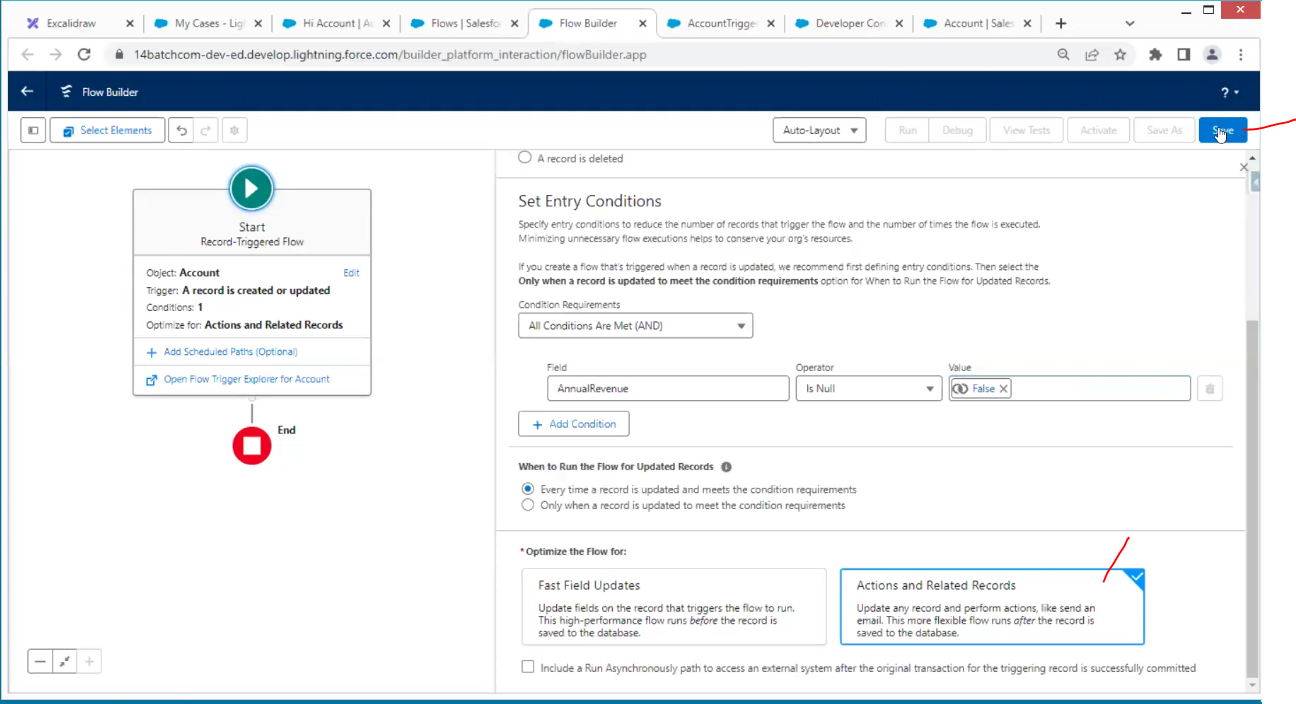 Excalidraw
My Cases - Lig
Hi Account | A
Flows | Salesfo
Flow Builder
AccountTrigge
Developer Con
Account | Sales
14batchcom-dev-ed.develop.lightning.force.com/builder_platform_interaction/flowBuilder.app
Flow Builder
?
Select Elements
Auto-Layout
Run
Debug
View Tests
Activate
Save As
Save
Start
Record-Triggered Flow
Object: Account
Edit
Trigger: A record is created or updated
Conditions: 1
Optimize for: Actions and Related Records
+ Add Scheduled Paths (Optional)
Open Flow Trigger Explorer for Account
End
A record is deleted
Set Entry Conditions
Specify entry conditions to reduce the number of records that trigger the flow and the number of times the flow is executed.
Minimizing unnecessary flow executions helps to conserve your org's resources.
If you create a flow that's triggered when a record is updated, we recommend first defining entry conditions. Then select the
Only when a record is updated to meet the condition requirements option for When to Run the Flow for Updated Records.
Condition Requirements
All Conditions Are Met (AND)
Field
Operator
Value
AnnualRevenue
Is Null
False
+ Add Condition
When to Run the Flow for Updated Records
Every time a record is updated and meets the condition requirements
Only when a record is updated to meet the condition requirements
* Optimize the Flow for:
Fast Field Updates
Update fields on the record that triggers the flow to run.
This high-performance flow runs before the record is
saved to the database.
Actions and Related Records
Update any record and perform actions, like send an
email. This more flexible flow runs after the record is
saved to the database.
Include a Run Asynchronously path to access an external system after the original transaction for the triggering record is successfully committed